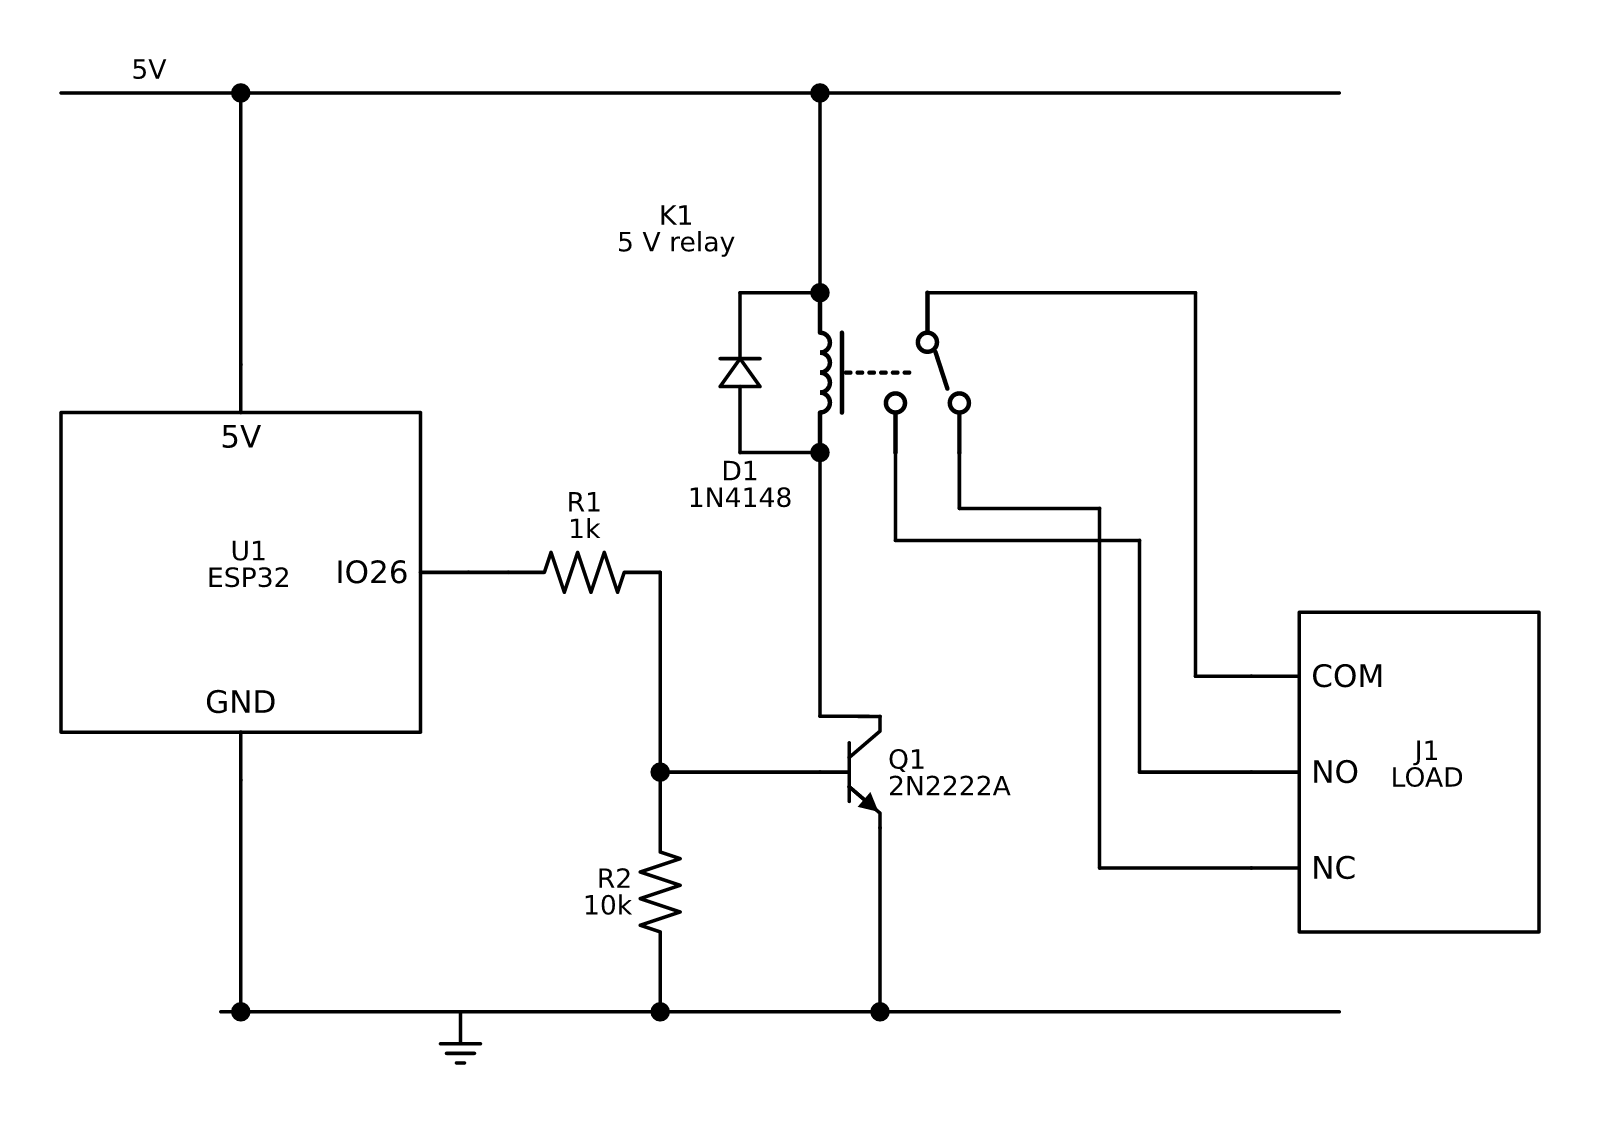 5V
K1
5 V relay
5V
D1
1N4148
R1
1k
U1
ESP32
IO26
GND
COM
Q1
2N2222A
J1
LOAD
NO
NC
R2
10k